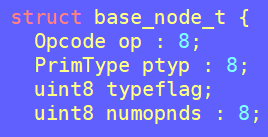 struct base_node_t {
  Opcode op : 8;
  PrimType ptyp : 8;
  uint8 typeflag;
  uint8 numopnds : 8;